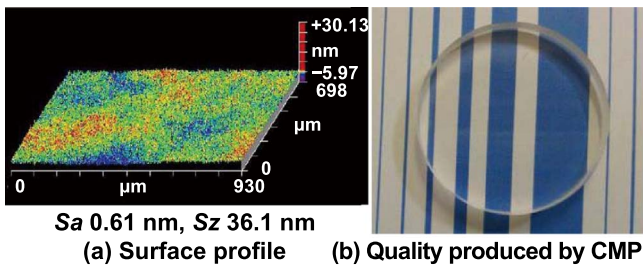 +30.13
nm
−5.97
698
µm
0
0 µm 930
Sa 0.61 nm, Sz 36.1 nm
(a) Surface profile (b) Quality produced by CMP